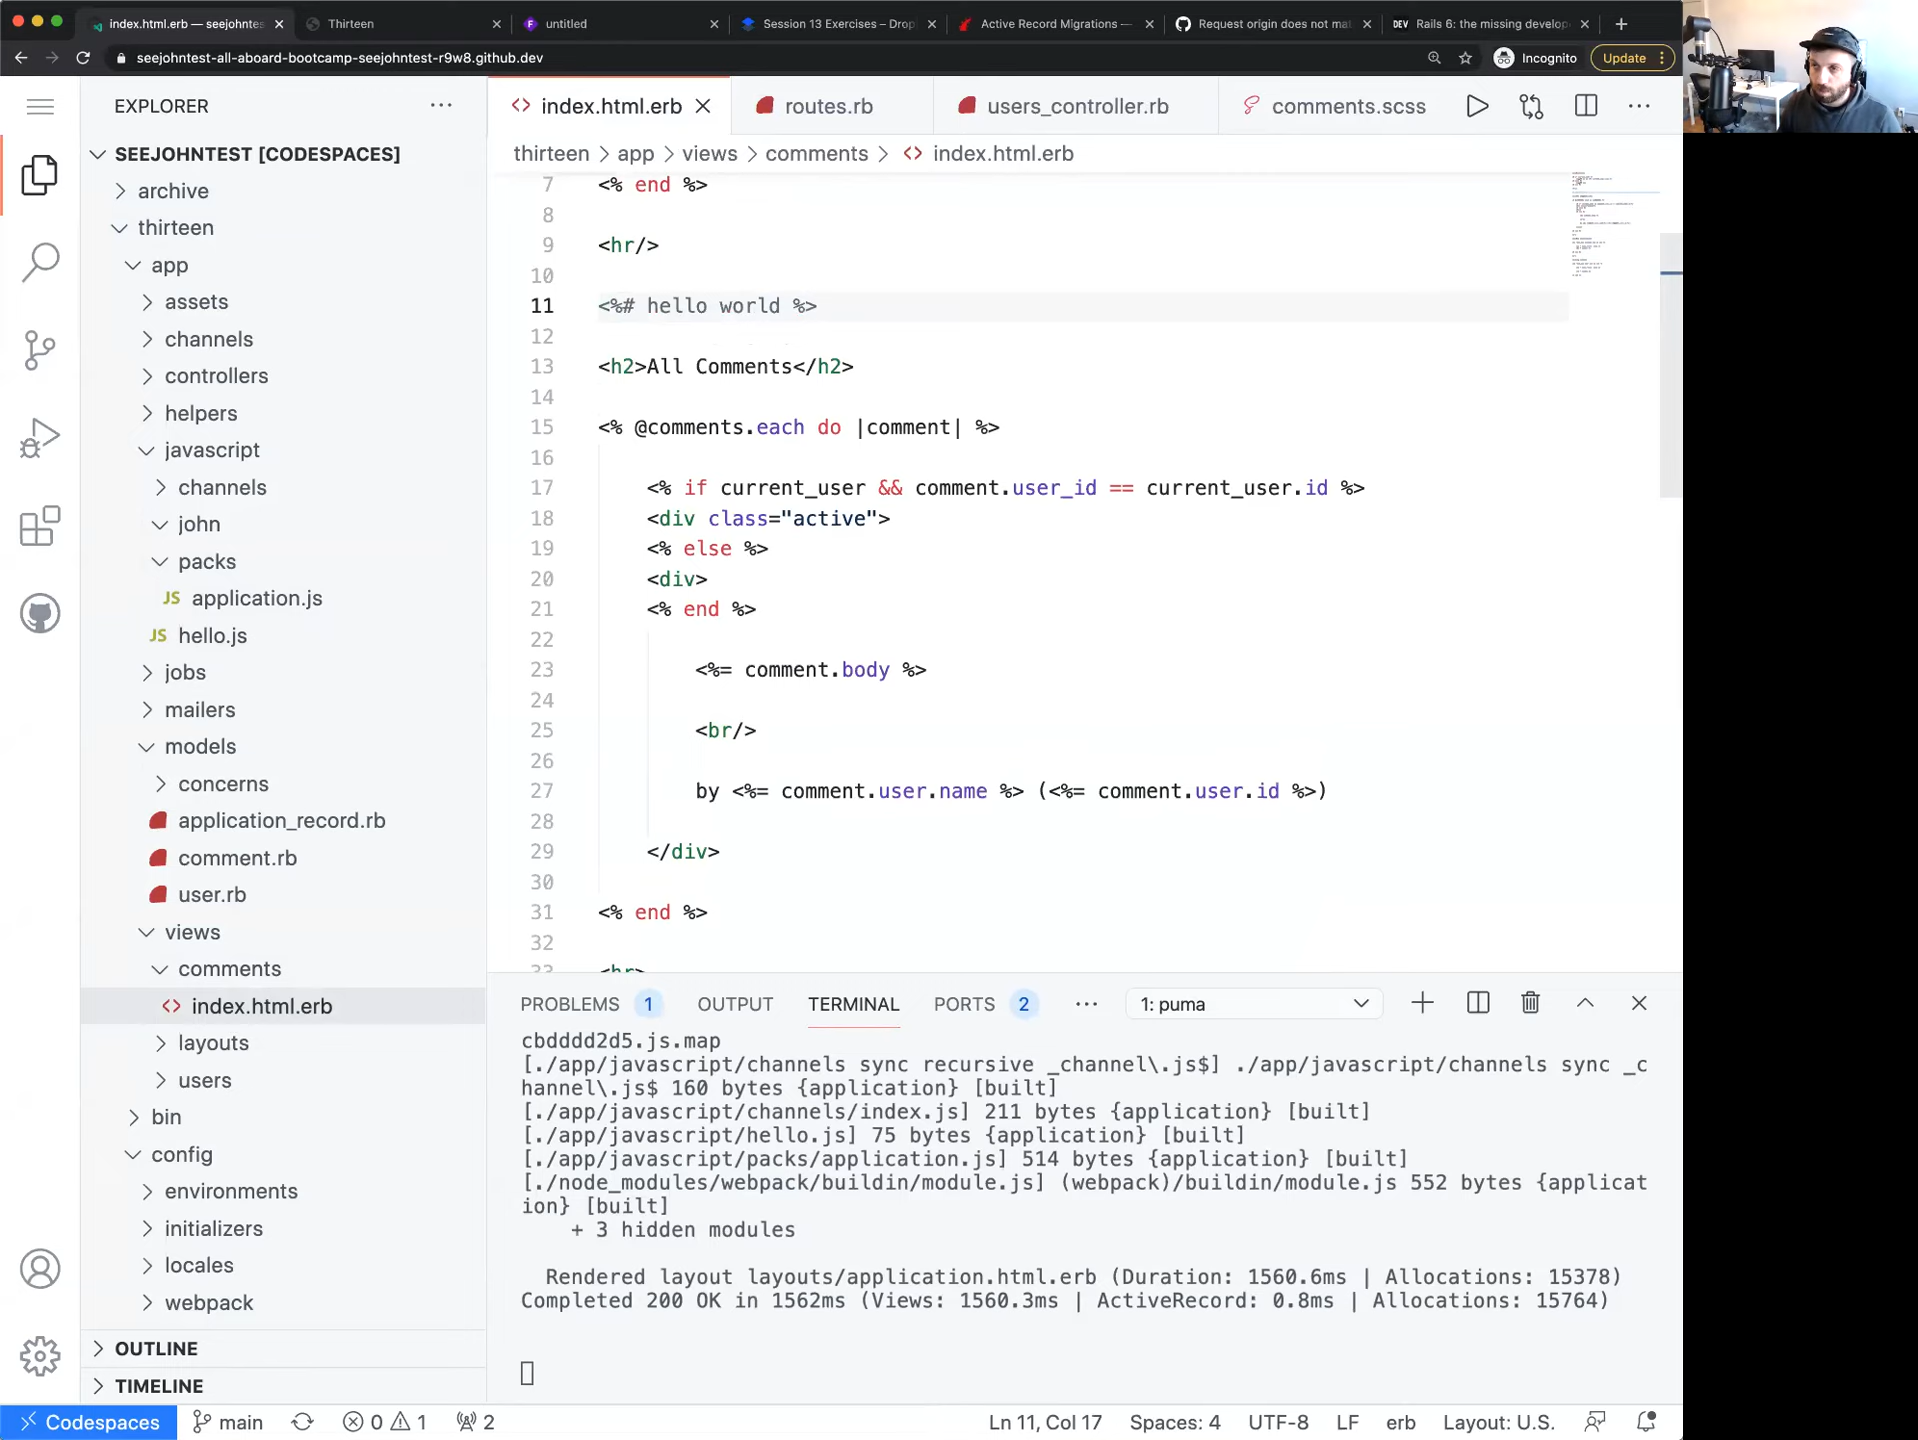 index.html.erb — seejohntes
Thirteen
untitled
Session 13 Exercises – Drop
Active Record Migrations —
Request origin does not ma
DEV Rails 6: the missing develop
seejohntest-all-aboard-bootcamp-seejohntest-r9w8.github.dev
Incognito
Update
EXPLORER
SEEJOHNTEST [CODESPACES]
archive
thirteen
app
assets
channels
controllers
helpers
javascript
channels
john
packs
JS application.js
JS hello.js
jobs
mailers
models
concerns
application_record.rb
comment.rb
user.rb
views
comments
<> index.html.erb
layouts
users
bin
config
environments
initializers
locales
webpack
OUTLINE
TIMELINE
<> index.html.erb
routes.rb
users_controller.rb
comments.scss
thirteen > app > views > comments > <> index.html.erb
7 <% end %>
8
9 <hr/>
10
11 <%# hello world %>
12
13 <h2>All Comments</h2>
14
15 <% @comments.each do |comment| %>
16
17 <% if current_user && comment.user_id == current_user.id %>
18 <div class="active">
19 <% else %>
20 <div>
21 <% end %>
22
23 <%= comment.body %>
24
25 <br/>
26
27 by <%= comment.user.name %> (<%= comment.user.id %>)
28
29 </div>
30
31 <% end %>
32
33 <hr>
PROBLEMS 1 OUTPUT TERMINAL PORTS 2 ··· 1: puma
cbdddd2d5.js.map
[./app/javascript/channels sync recursive _channel\.js$] ./app/javascript/channels sync _c
hannel\.js$ 160 bytes {application} [built]
[./app/javascript/channels/index.js] 211 bytes {application} [built]
[./app/javascript/hello.js] 75 bytes {application} [built]
[./app/javascript/packs/application.js] 514 bytes {application} [built]
[./node_modules/webpack/buildin/module.js] (webpack)/buildin/module.js 552 bytes {applicat
ion} [built]
+ 3 hidden modules
Rendered layout layouts/application.html.erb (Duration: 1560.6ms | Allocations: 15378)
Completed 200 OK in 1562ms (Views: 1560.3ms | ActiveRecord: 0.8ms | Allocations: 15764)
Codespaces
main
0 1
2
Ln 11, Col 17
Spaces: 4
UTF-8
LF
erb
Layout: U.S.